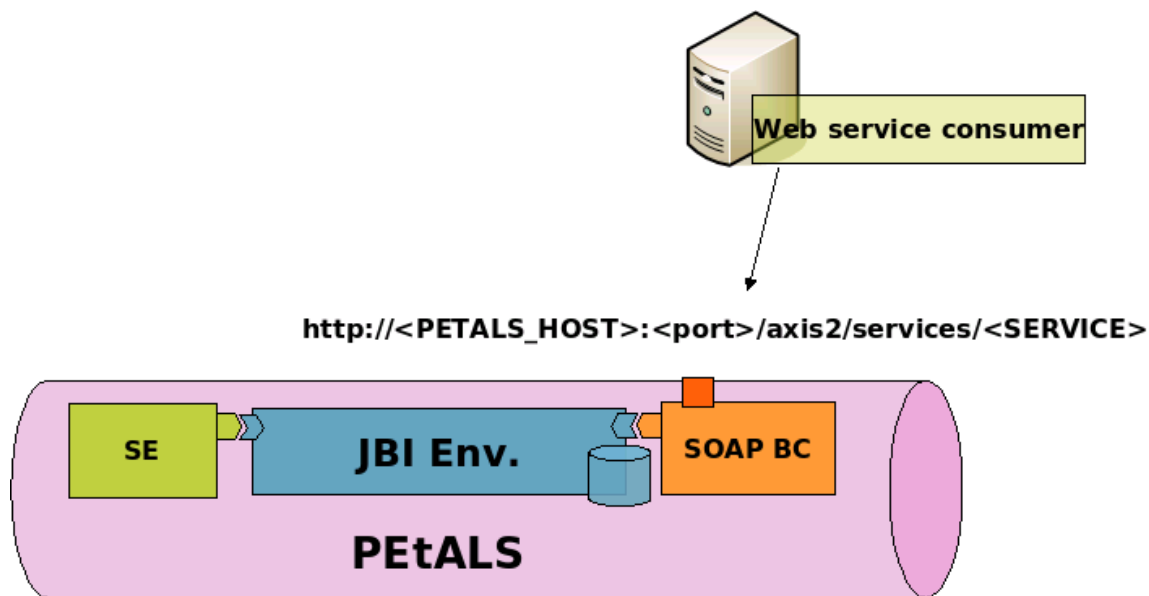 Web service consumer
http://<PETALS_HOST>:<port>/axis2/services/<SERVICE>
SE
JBI Env.
SOAP BC
PEtALS